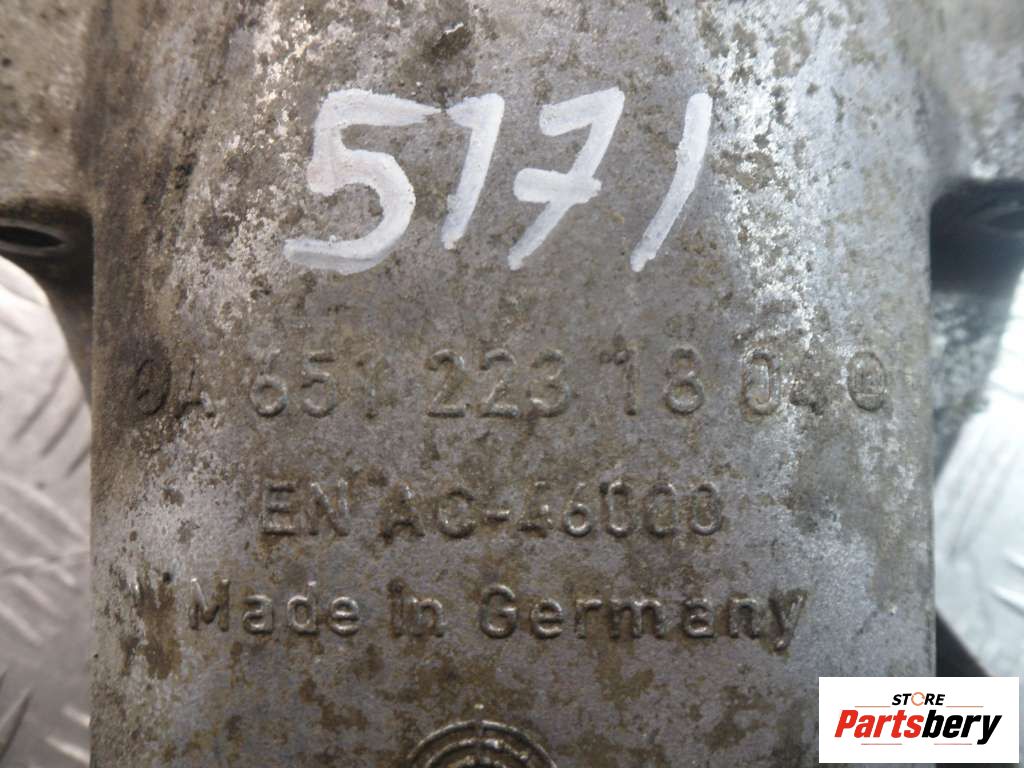 5171
A 651 223 18 04
EN AC-46000
Made in Germany
STORE
Partsbery